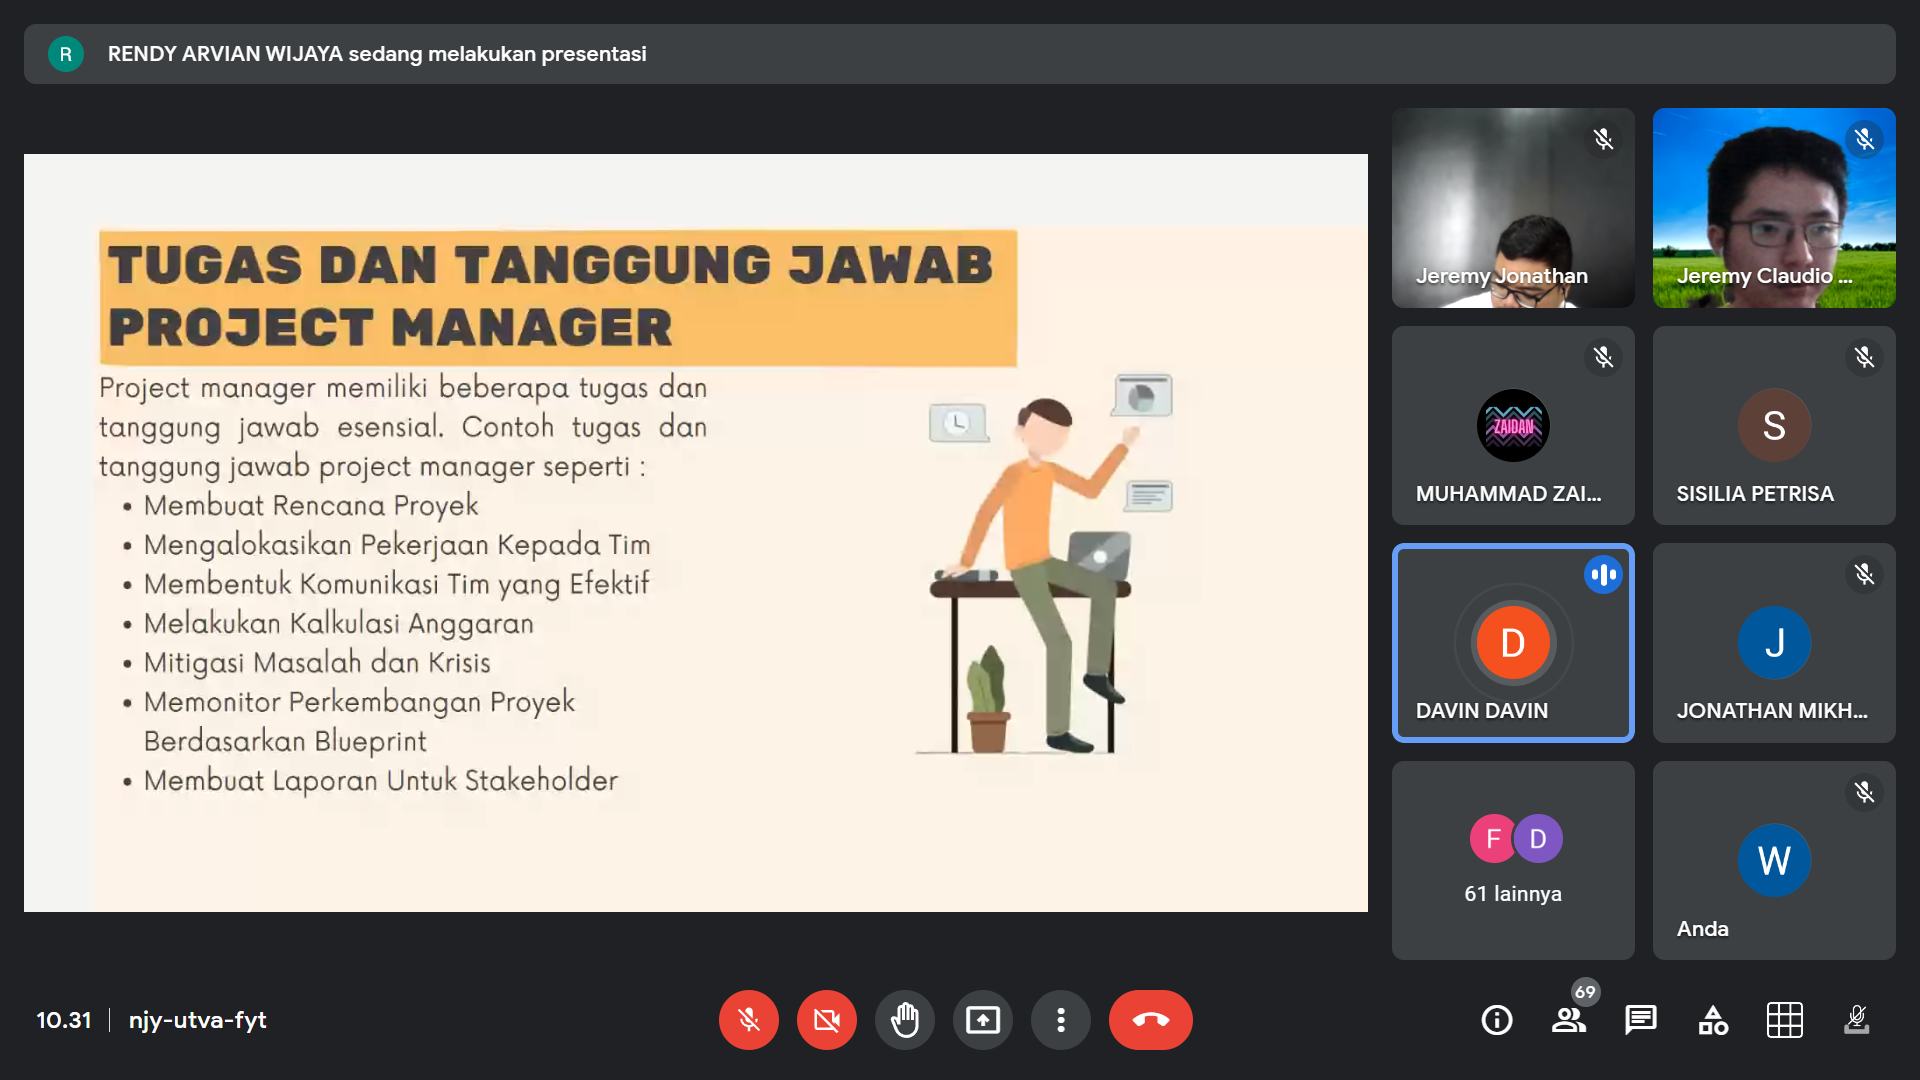 R
RENDY ARVIAN WIJAYA sedang melakukan presentasi
TUGAS DAN TANGGUNG JAWAB
PROJECT MANAGER
Project manager memiliki beberapa tugas dan
tanggung jawab esensial. Contoh tugas dan
tanggung jawab project manager seperti :
• Membuat Rencana Proyek
• Mengalokasikan Pekerjaan Kepada Tim
• Membentuk Komunikasi Tim yang Efektif
• Melakukan Kalkulasi Anggaran
• Mitigasi Masalah dan Krisis
• Memonitor Perkembangan Proyek
Berdasarkan Blueprint
• Membuat Laporan Untuk Stakeholder
Jeremy Jonathan
Jeremy Claudio ...
ZAIDAN
MUHAMMAD ZAI...
S
SISILIA PETRISA
D
DAVIN DAVIN
J
JONATHAN MIKH...
F
D
61 lainnya
W
Anda
10.31
njy-utva-fyt
69